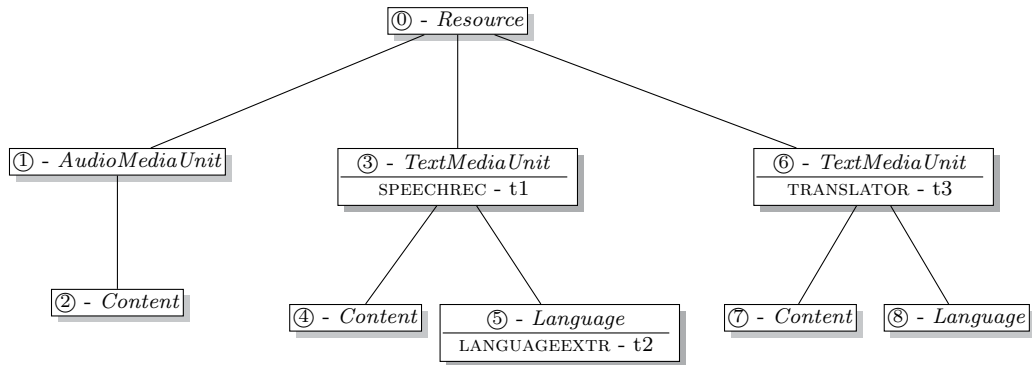 ⓪ - Resource
① - AudioMediaUnit
③ - TextMediaUnit
SPEECHREC - t1
⑥ - TextMediaUnit
TRANSLATOR - t3
② - Content
④ - Content
⑤ - Language
LANGUAGEEXTR - t2
⑦ - Content
⑧ - Language